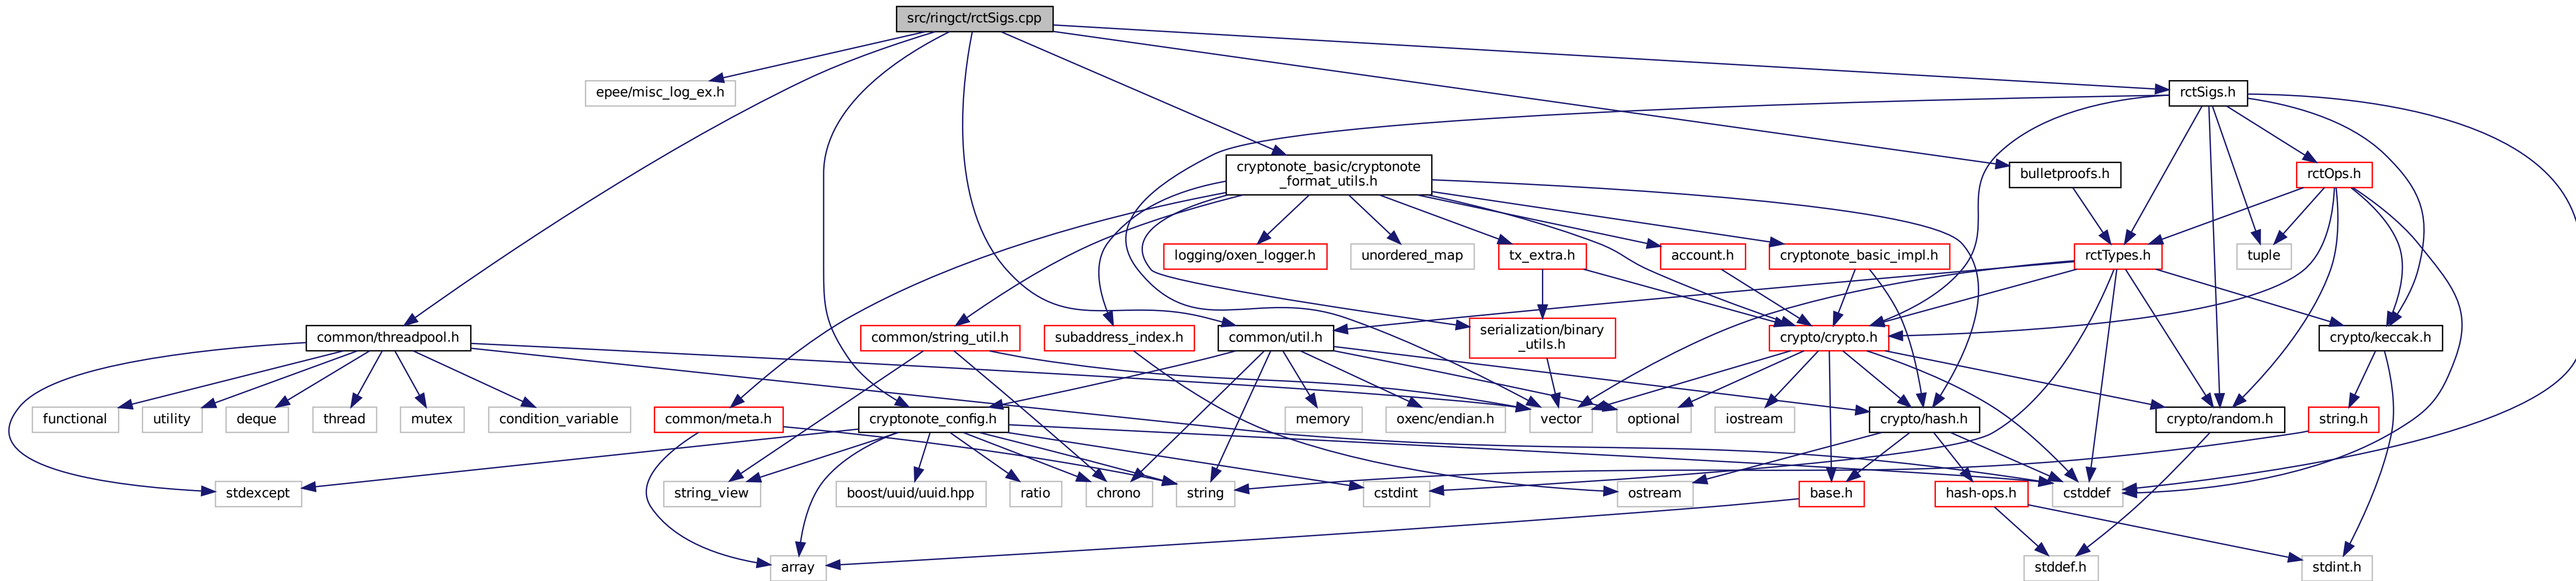 src/ringct/rctSigs.cpp
epee/misc_log_ex.h
rctSigs.h
cryptonote_basic/cryptonote
_format_utils.h
bulletproofs.h
rctOps.h
logging/oxen_logger.h
unordered_map
tx_extra.h
account.h
cryptonote_basic_impl.h
rctTypes.h
tuple
common/threadpool.h
common/string_util.h
subaddress_index.h
common/util.h
serialization/binary
_utils.h
crypto/crypto.h
crypto/keccak.h
functional
utility
deque
thread
mutex
condition_variable
common/meta.h
cryptonote_config.h
memory
oxenc/endian.h
vector
optional
iostream
crypto/hash.h
crypto/random.h
string.h
stdexcept
string_view
boost/uuid/uuid.hpp
ratio
chrono
string
cstdint
ostream
base.h
hash-ops.h
cstddef
array
stddef.h
stdint.h